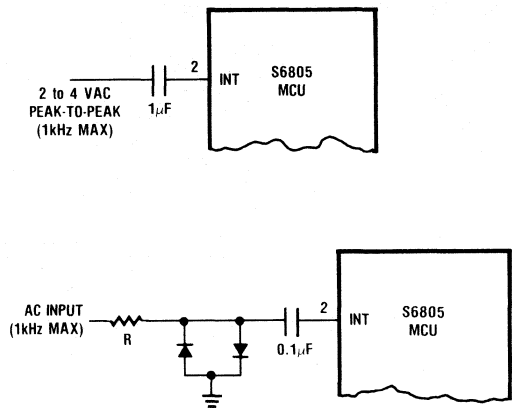 2 to 4 VAC
PEAK-TO-PEAK
(1kHz MAX)
1µF
2
INT
S6805
MCU
AC INPUT
(1kHz MAX)
R
0.1µF
2
INT
S6805
MCU